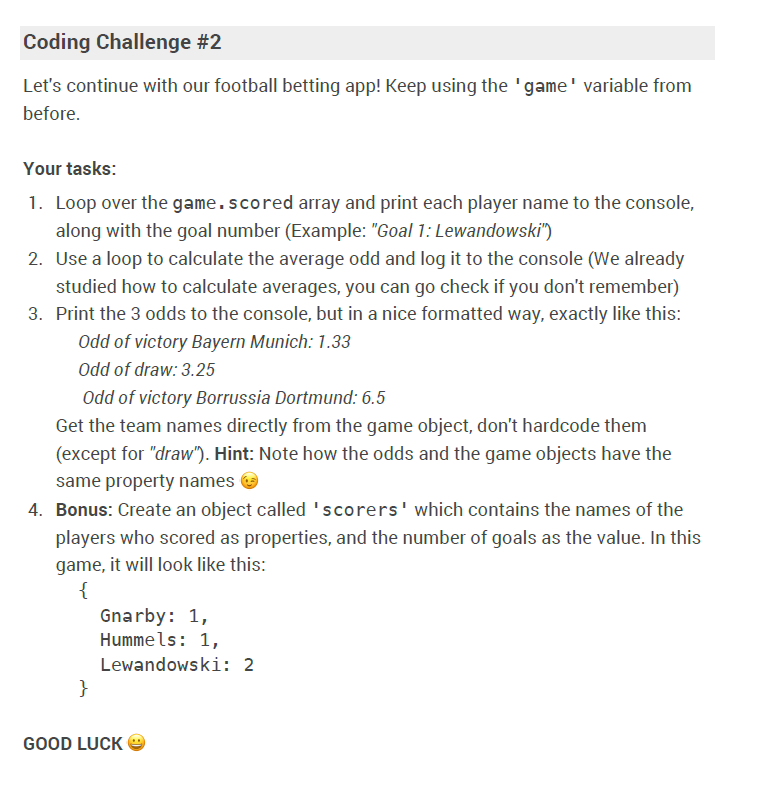 Coding Challenge #2
Let's continue with our football betting app! Keep using the 'game' variable from
before.
Your tasks:
1. Loop over the game.scored array and print each player name to the console,
along with the goal number (Example: "Goal 1: Lewandowski")
2. Use a loop to calculate the average odd and log it to the console (We already
studied how to calculate averages, you can go check if you don't remember)
3. Print the 3 odds to the console, but in a nice formatted way, exactly like this:
Odd of victory Bayern Munich: 1.33
Odd of draw: 3.25
Odd of victory Borrussia Dortmund: 6.5
Get the team names directly from the game object, don't hardcode them
(except for "draw"). Hint: Note how the odds and the game objects have the
same property names 😉
4. Bonus: Create an object called 'scorers' which contains the names of the
players who scored as properties, and the number of goals as the value. In this
game, it will look like this:
{
Gnarby: 1,
Hummels: 1,
Lewandowski: 2
}
GOOD LUCK 😀